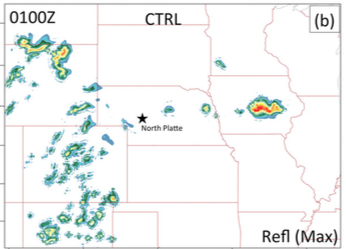 0100Z CTRL (b)
North Platte
Refl (Max)